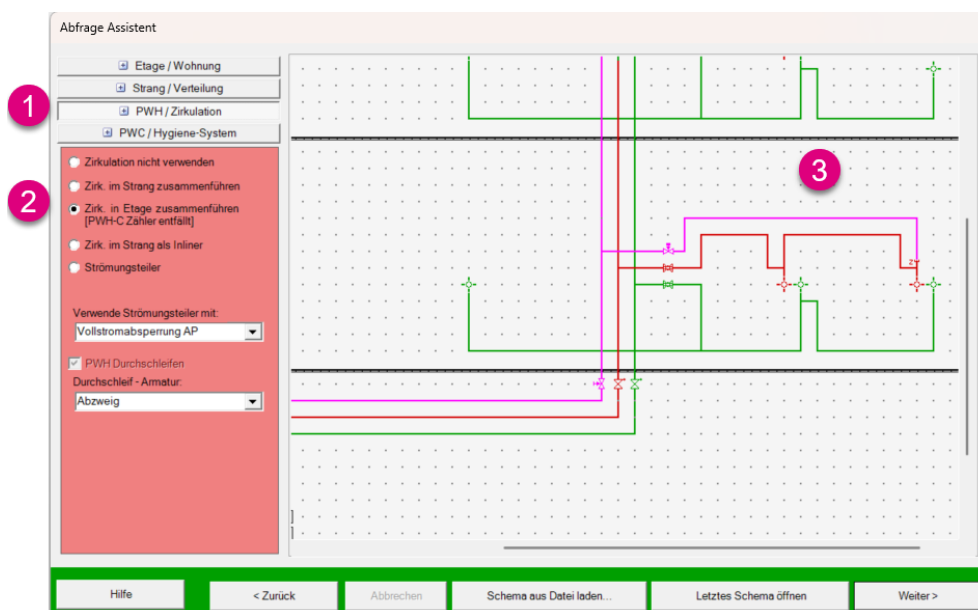 Abfrage Assistent
Etage / Wohnung
Strang / Verteilung
1
PWH / Zirkulation
PWC / Hygiene-System
Zirkulation nicht verwenden
Zirk. im Strang zusammenführen
2
Zirk. in Etage zusammenführen
[PWH-C Zähler entfällt]
Zirk. im Strang als Inliner
Strömungsteiler
Verwende Strömungsteiler mit:
Vollstromabsperrung AP
PWH Durchschleifen
Durchschleif - Armatur:
Abzweig
3
Hilfe
< Zurück
Abbrechen
Schema aus Datei laden...
Letztes Schema öffnen
Weiter >